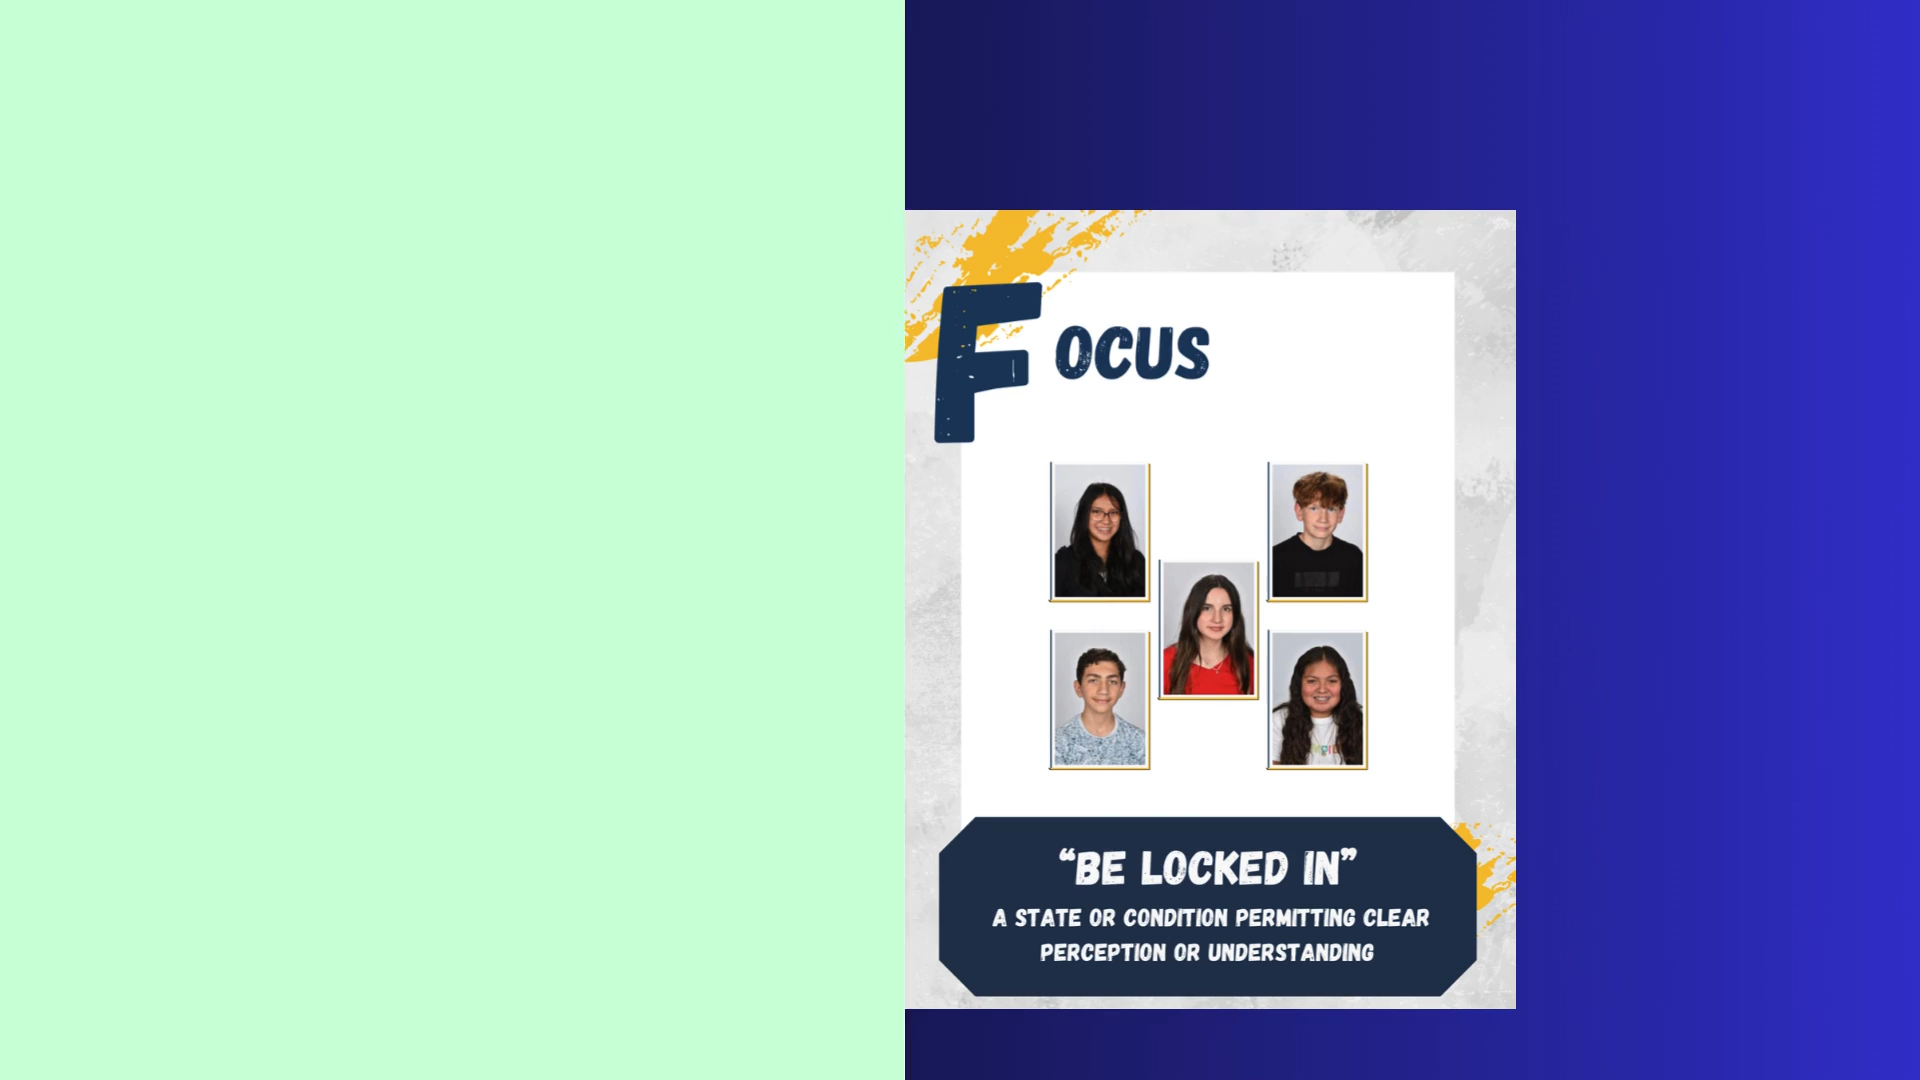 FOCUS
“BE LOCKED IN”
A STATE OR CONDITION PERMITTING CLEAR
PERCEPTION OR UNDERSTANDING